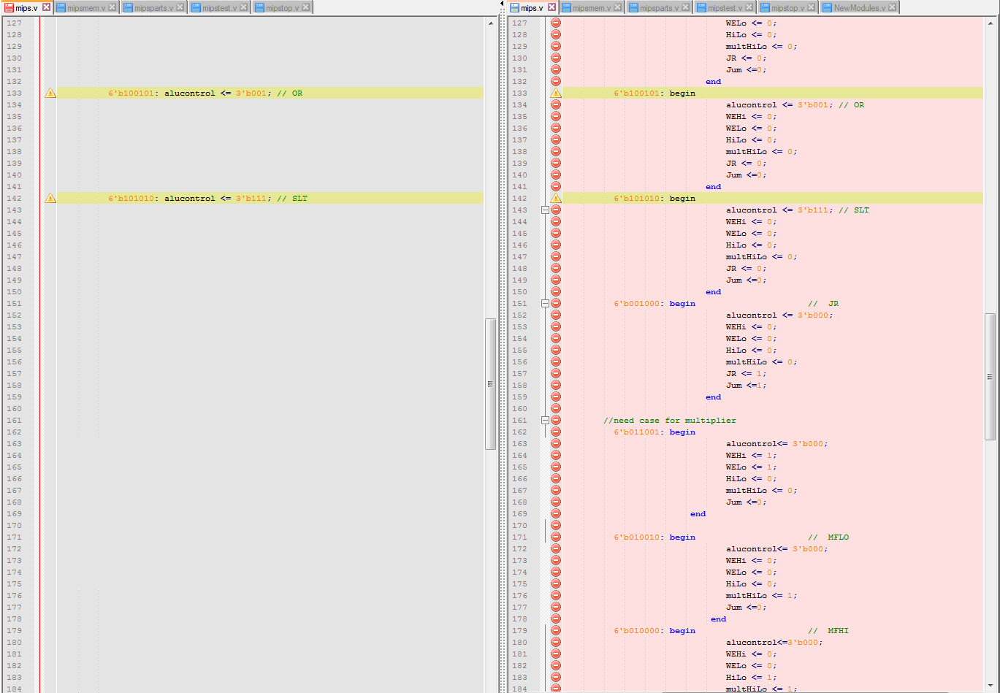 mips.v mipsmem.v mipsparts.v mipstest.v mipstop.v
127
128
129
130
131
132
133 6'b100101: alucontrol <= 3'b001; // OR
134
135
136
137
138
139
140
141
142 6'b101010: alucontrol <= 3'b111; // SLT
143
144
145
146
147
148
149
150
151
152
153
154
155
156
157
158
159
160
161
162
163
164
165
166
167
168
169
170
171
172
173
174
175
176
177
178
179
180
181
182
183
184
mips.v mipsmem.v mipsparts.v mipstest.v mipstop.v NewModules.v
127 WELo <= 0;
128 HiLo <= 0;
129 multHiLo <= 0;
130 JR <= 0;
131 Jum <=0;
132 end
133 6'b100101: begin
134 alucontrol <= 3'b001; // OR
135 WEHi <= 0;
136 WELo <= 0;
137 HiLo <= 0;
138 multHiLo <= 0;
139 JR <= 0;
140 Jum <=0;
141 end
142 6'b101010: begin
143 alucontrol <= 3'b111; // SLT
144 WEHi <= 0;
145 WELo <= 0;
146 HiLo <= 0;
147 multHiLo <= 0;
148 JR <= 0;
149 Jum <=0;
150 end
151 6'b001000: begin // JR
152 alucontrol <= 3'b000;
153 WEHi <= 0;
154 WELo <= 0;
155 HiLo <= 0;
156 multHiLo <= 0;
157 JR <= 1;
158 Jum <=1;
159 end
160
161 //need case for multiplier
162 6'b011001: begin
163 alucontrol<= 3'b000;
164 WEHi <= 1;
165 WELo <= 1;
166 HiLo <= 0;
167 multHiLo <= 0;
168 Jum <=0;
169 end
170
171 6'b010010: begin // MFLO
172 alucontrol<= 3'b000;
173 WEHi <= 0;
174 WELo <= 0;
175 HiLo <= 0;
176 multHiLo <= 1;
177 Jum <=0;
178 end
179 6'b010000: begin // MFHI
180 alucontrol<=3'b000;
181 WEHi <= 0;
182 WELo <= 0;
183 HiLo <= 1;
184 multHiLo <= 1;